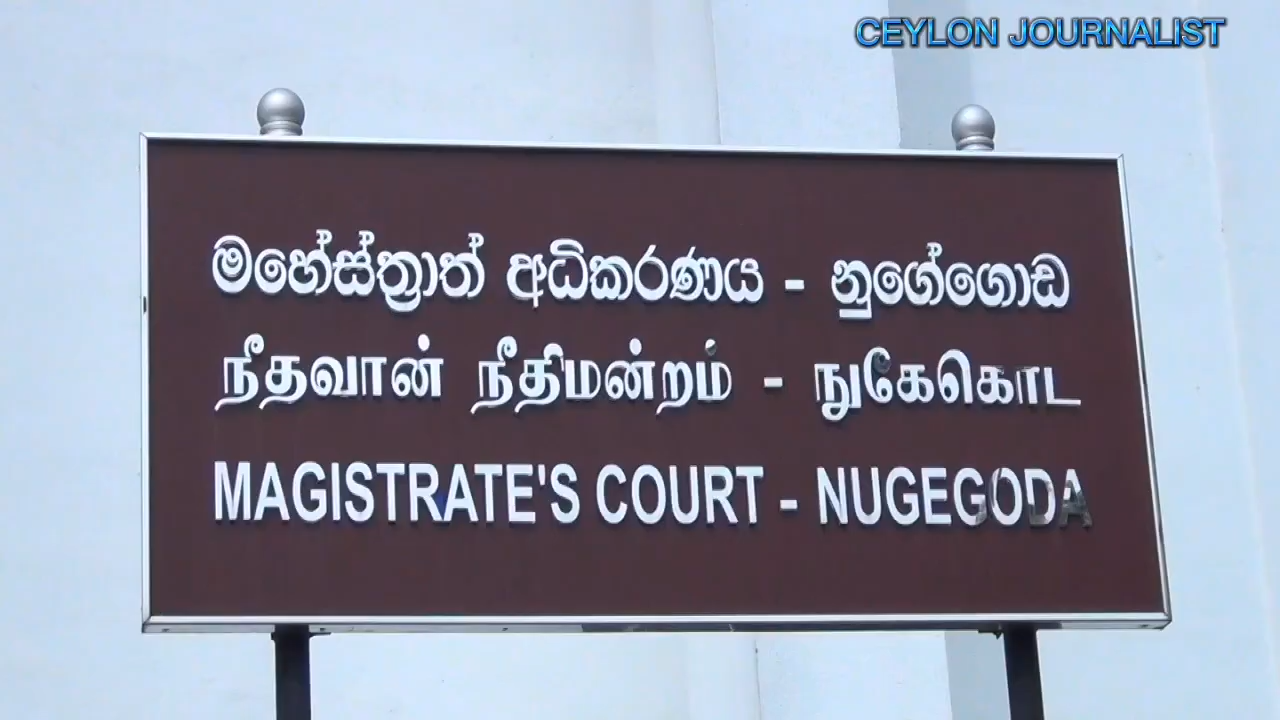 CEYLON JOURNALIST
මහේස්ත්‍රාත් අධිකරණය - නුගේගොඩ
நீதவான் நீதிமன்றம் - நுகேகொட
MAGISTRATE'S COURT - NUGEGODA